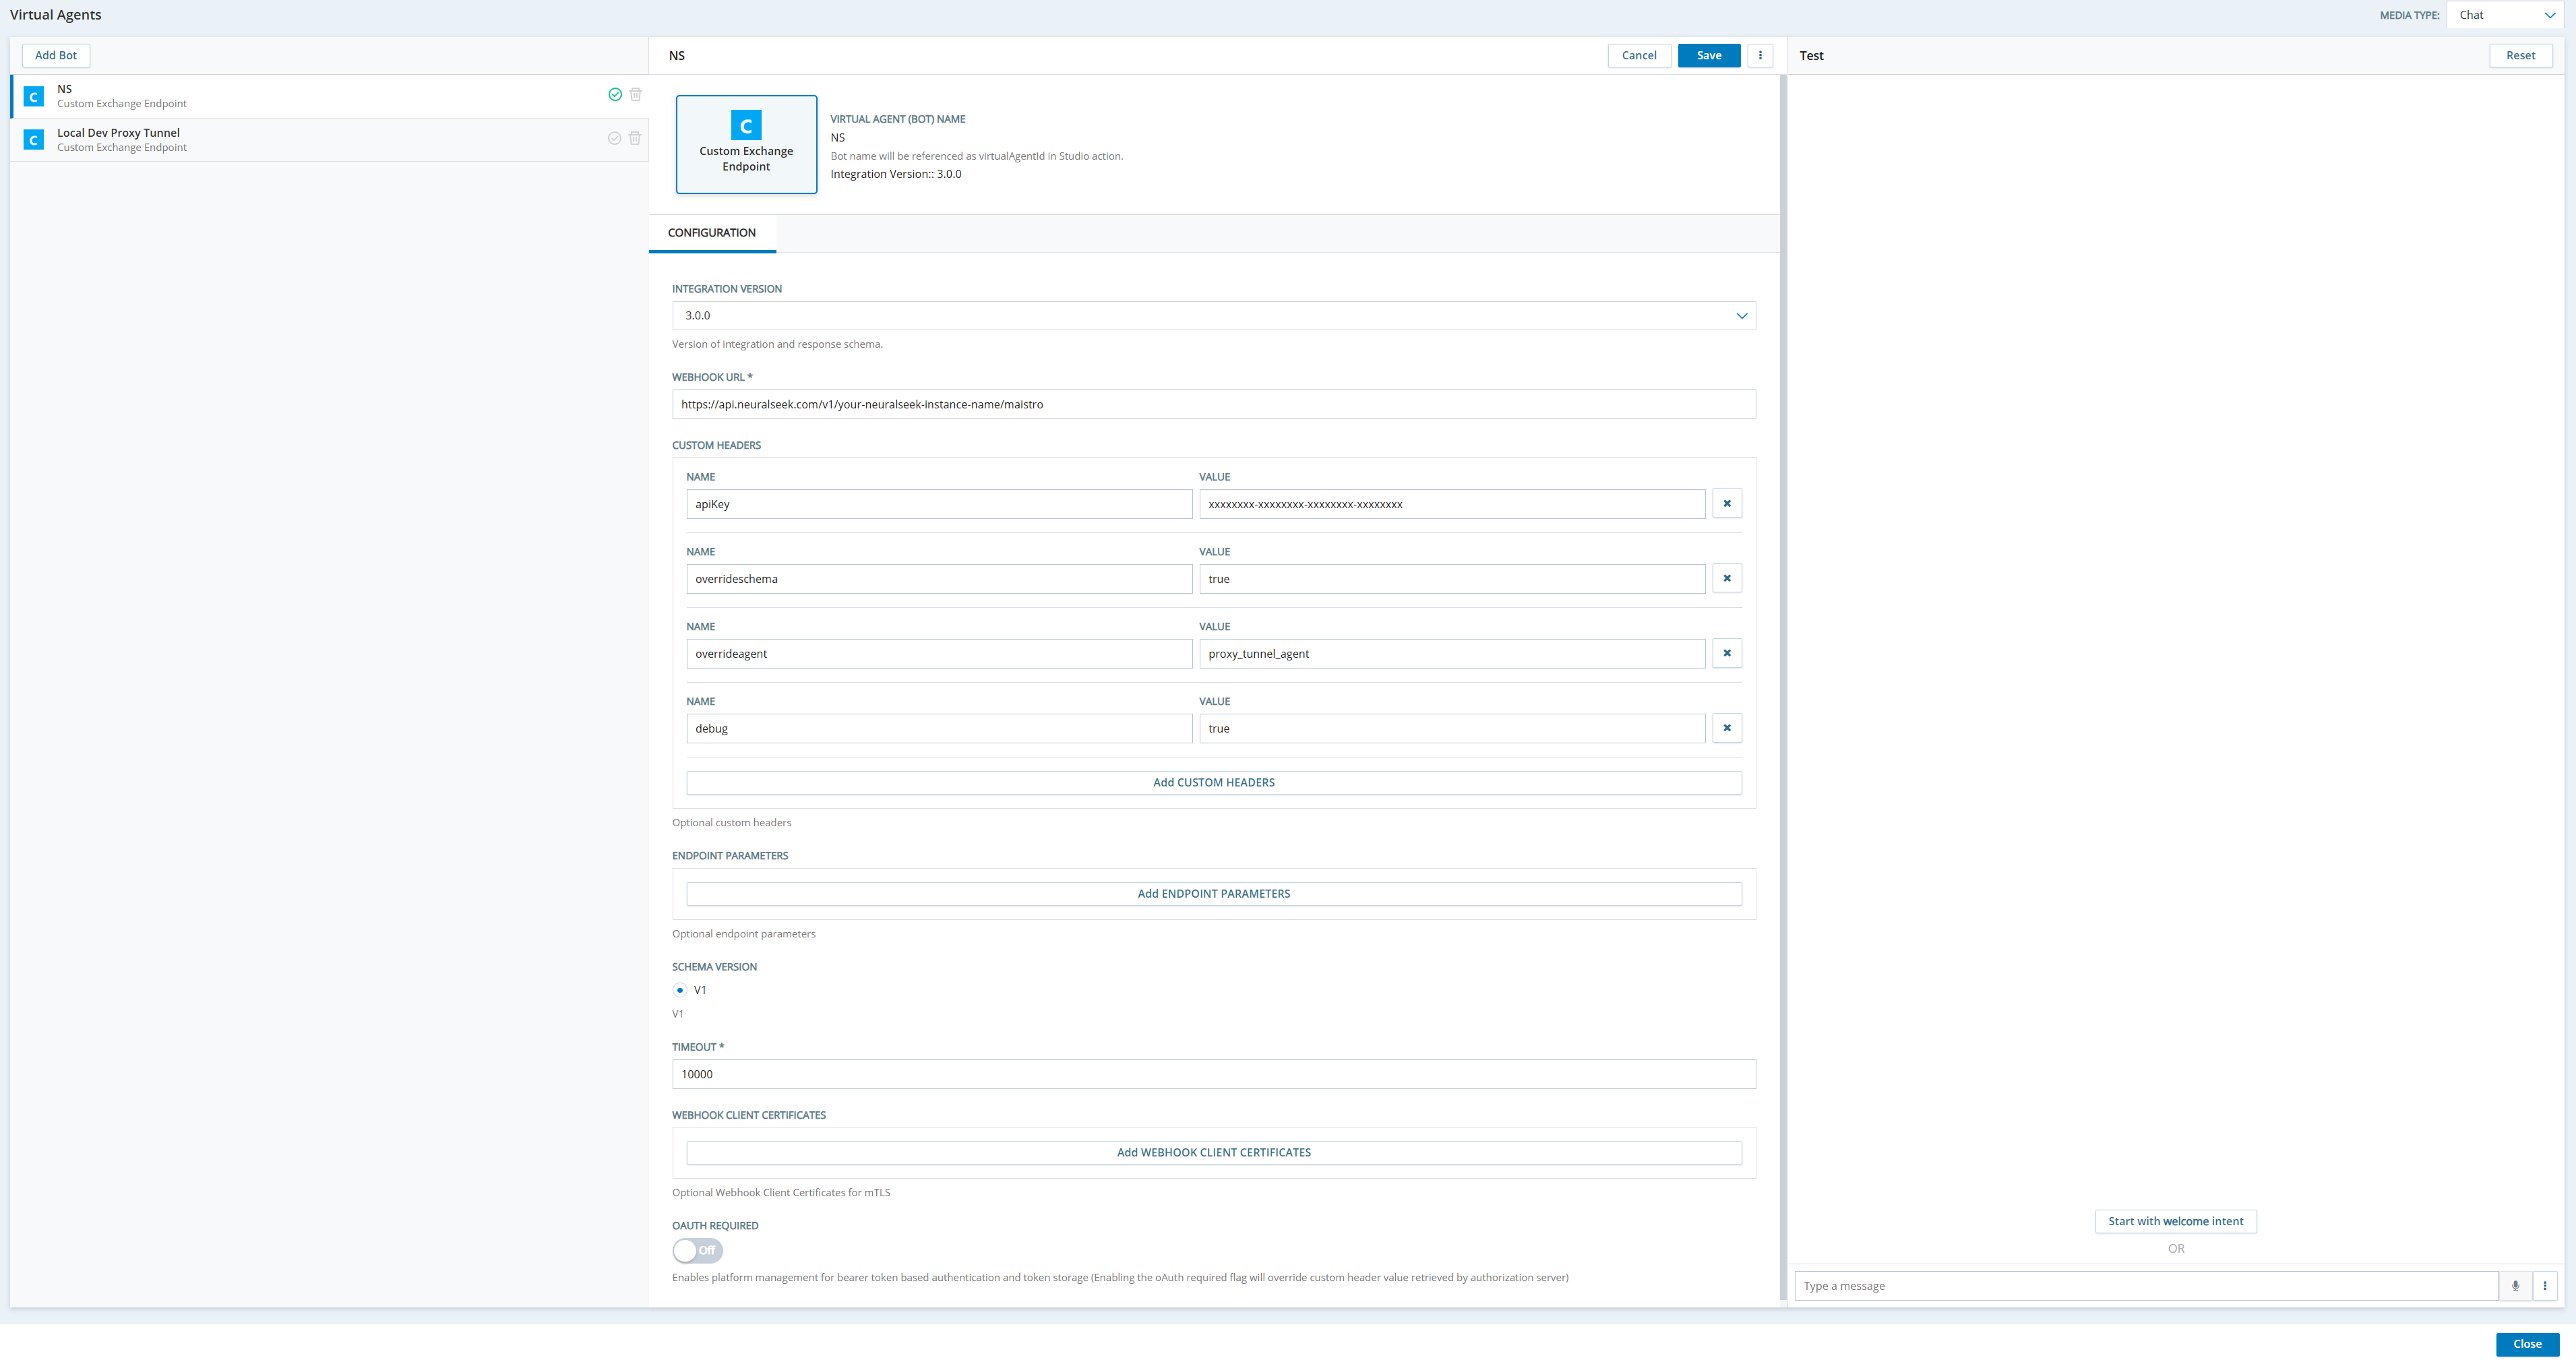 Virtual Agents
MEDIA TYPE: Chat
Add Bot
C
NS
Custom Exchange Endpoint
C
Local Dev Proxy Tunnel
Custom Exchange Endpoint
NS
Cancel
Save
C
Custom Exchange
Endpoint
VIRTUAL AGENT (BOT) NAME
NS
Bot name will be referenced as virtualAgentId in Studio action.
Integration Version:: 3.0.0
CONFIGURATION
INTEGRATION VERSION
3.0.0
Version of integration and response schema.
WEBHOOK URL *
https://api.neuralseek.com/v1/your-neuralseek-instance-name/maistro
CUSTOM HEADERS
NAME VALUE
apiKey xxxxxxxx-xxxxxxxx-xxxxxxxx-xxxxxxxx
NAME VALUE
overrideschema true
NAME VALUE
overrideagent proxy_tunnel_agent
NAME VALUE
debug true
Add CUSTOM HEADERS
Optional custom headers
ENDPOINT PARAMETERS
Add ENDPOINT PARAMETERS
Optional endpoint parameters
SCHEMA VERSION
V1
V1
TIMEOUT *
10000
WEBHOOK CLIENT CERTIFICATES
Add WEBHOOK CLIENT CERTIFICATES
Optional Webhook Client Certificates for mTLS
OAUTH REQUIRED
Off
Enables platform management for bearer token based authentication and token storage (Enabling the oAuth required flag will override custom header value retrieved by authorization server)
Test
Reset
Start with welcome intent
OR
Type a message
Close